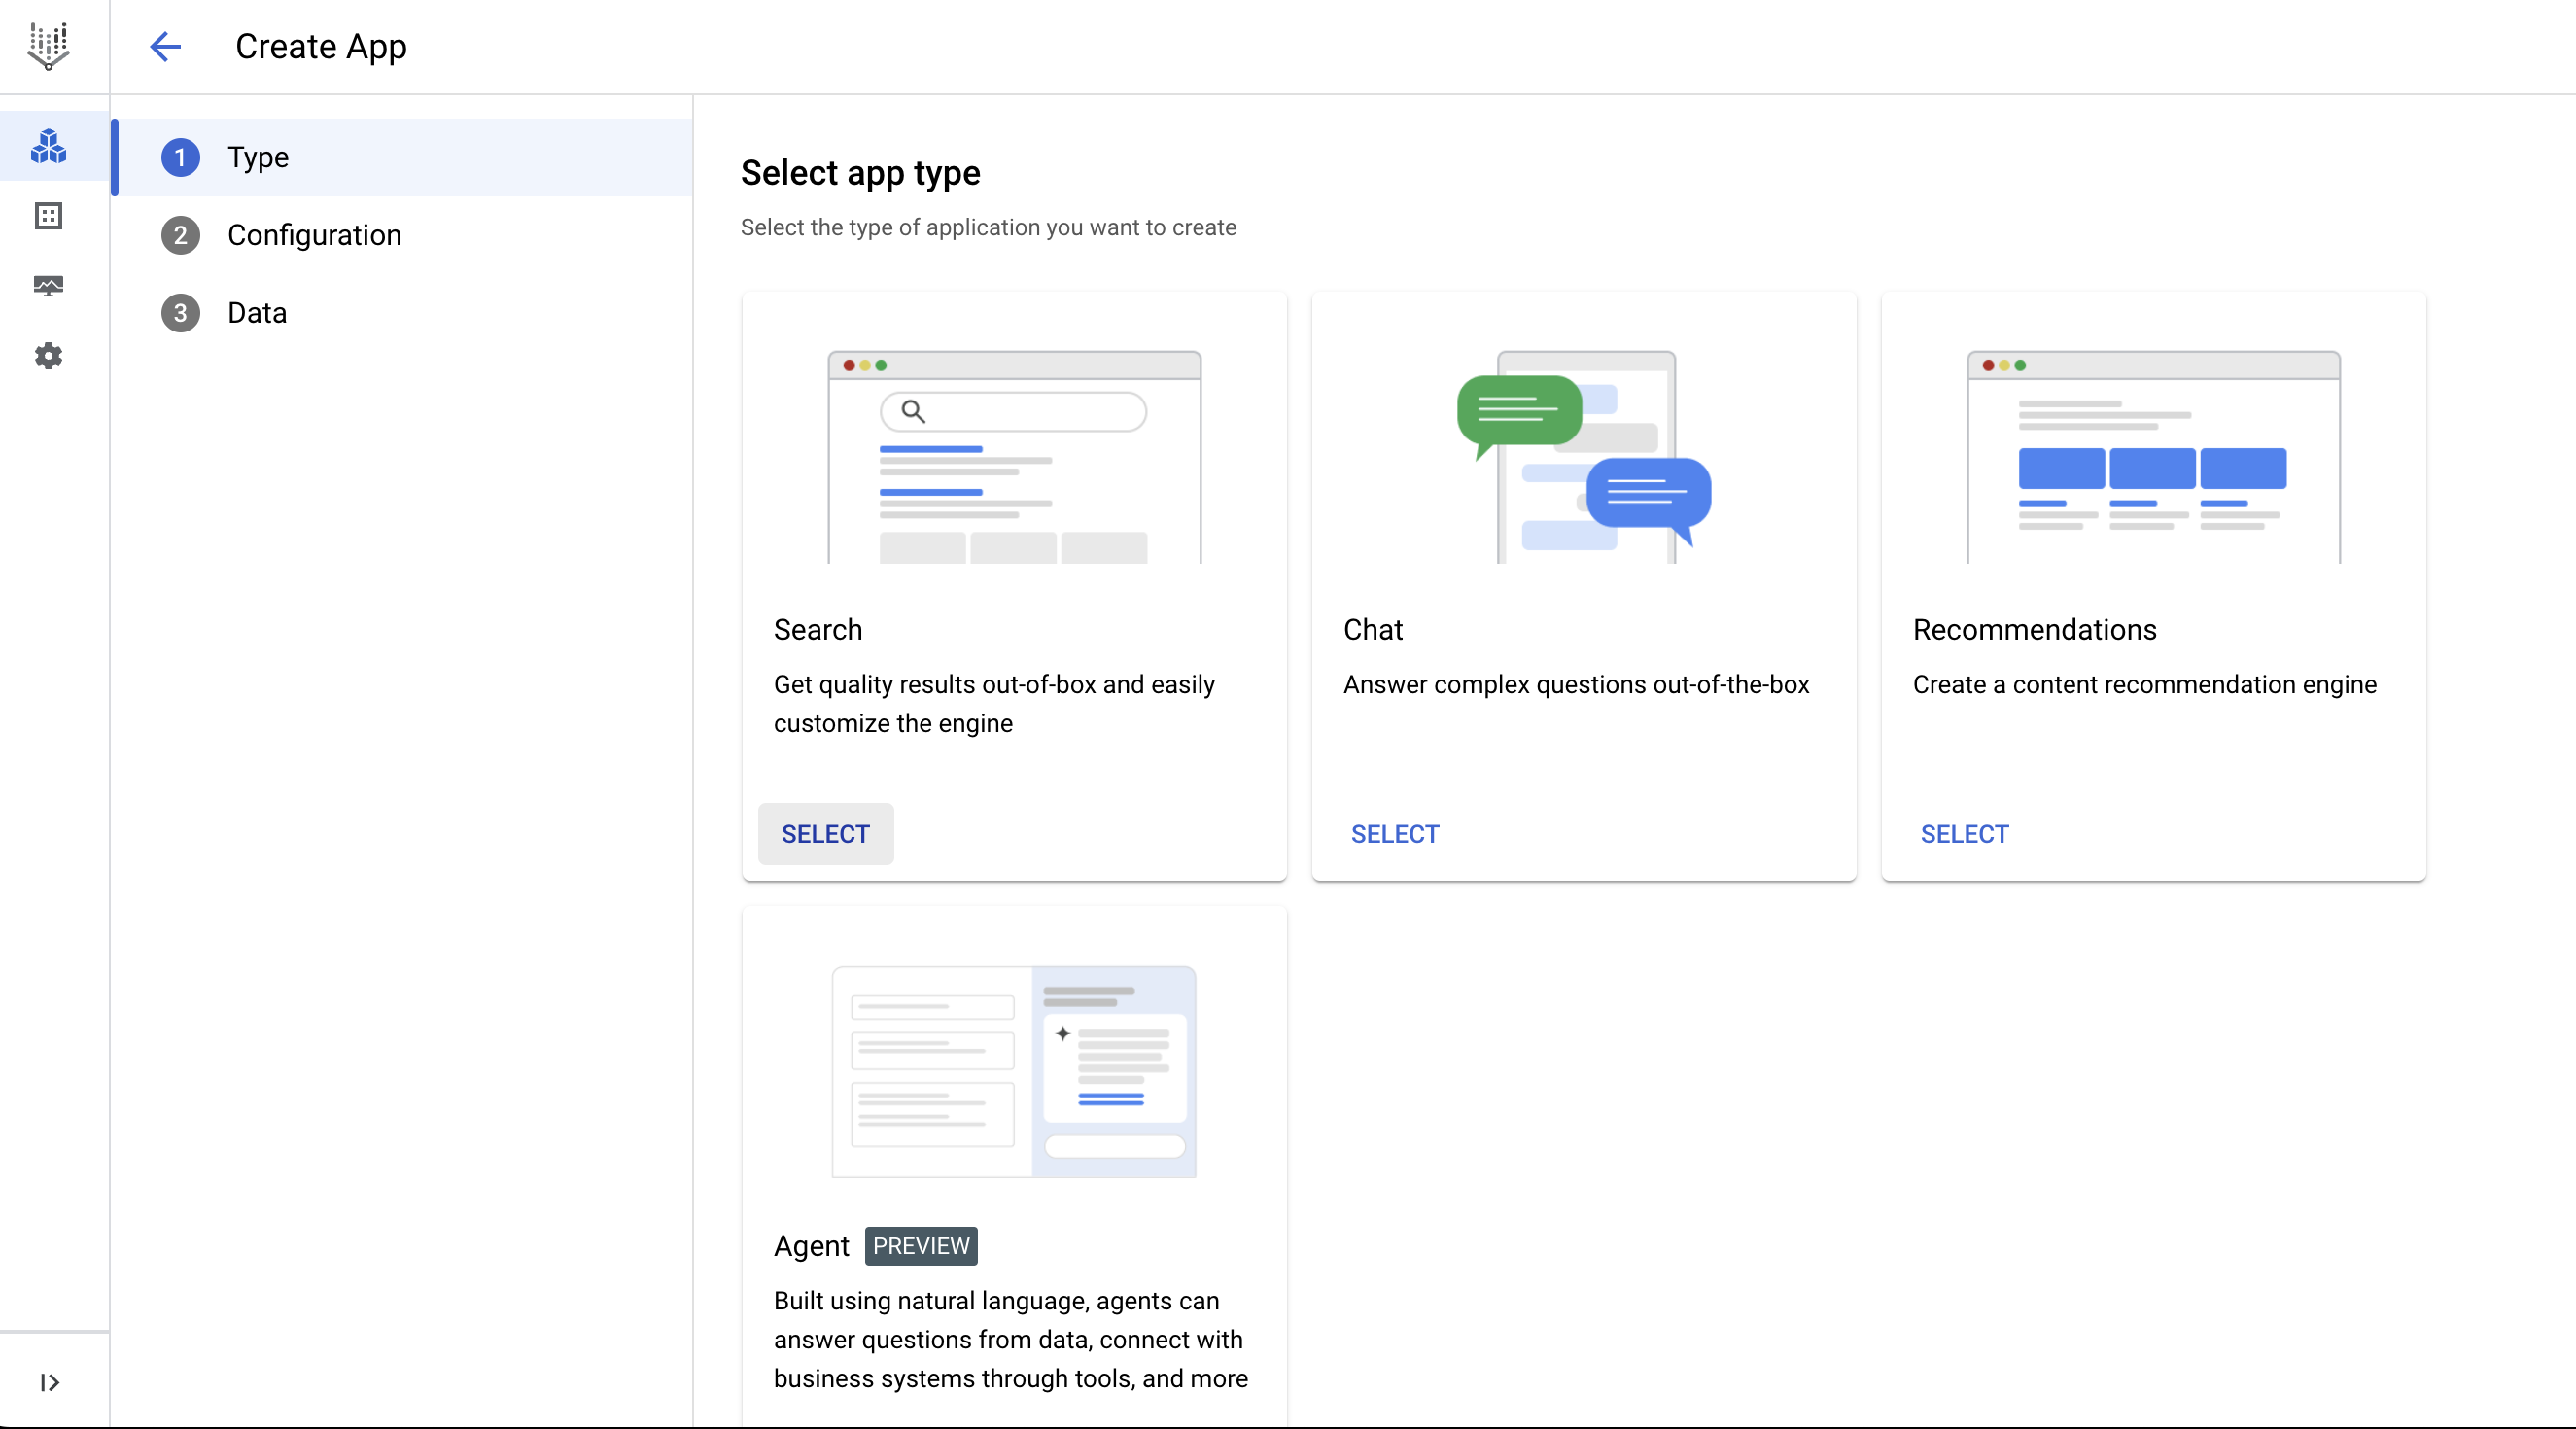 Create App
1 Type
2 Configuration
3 Data
Select app type
Select the type of application you want to create
Search
Get quality results out-of-box and easily
customize the engine
SELECT
Chat
Answer complex questions out-of-the-box
SELECT
Recommendations
Create a content recommendation engine
SELECT
Agent PREVIEW
Built using natural language, agents can
answer questions from data, connect with
business systems through tools, and more